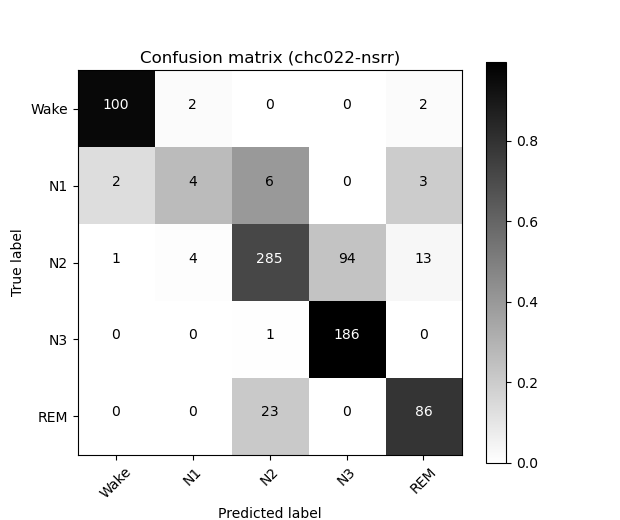 Confusion matrix (chc022-nsrr)
Wake 100 2 0 0 2
N1 2 4 6 0 3
N2 1 4 285 94 13
N3 0 0 1 186 0
REM 0 0 23 0 86
Wake N1 N2 N3 REM
Predicted label
True label
0.8
0.6
0.4
0.2
0.0